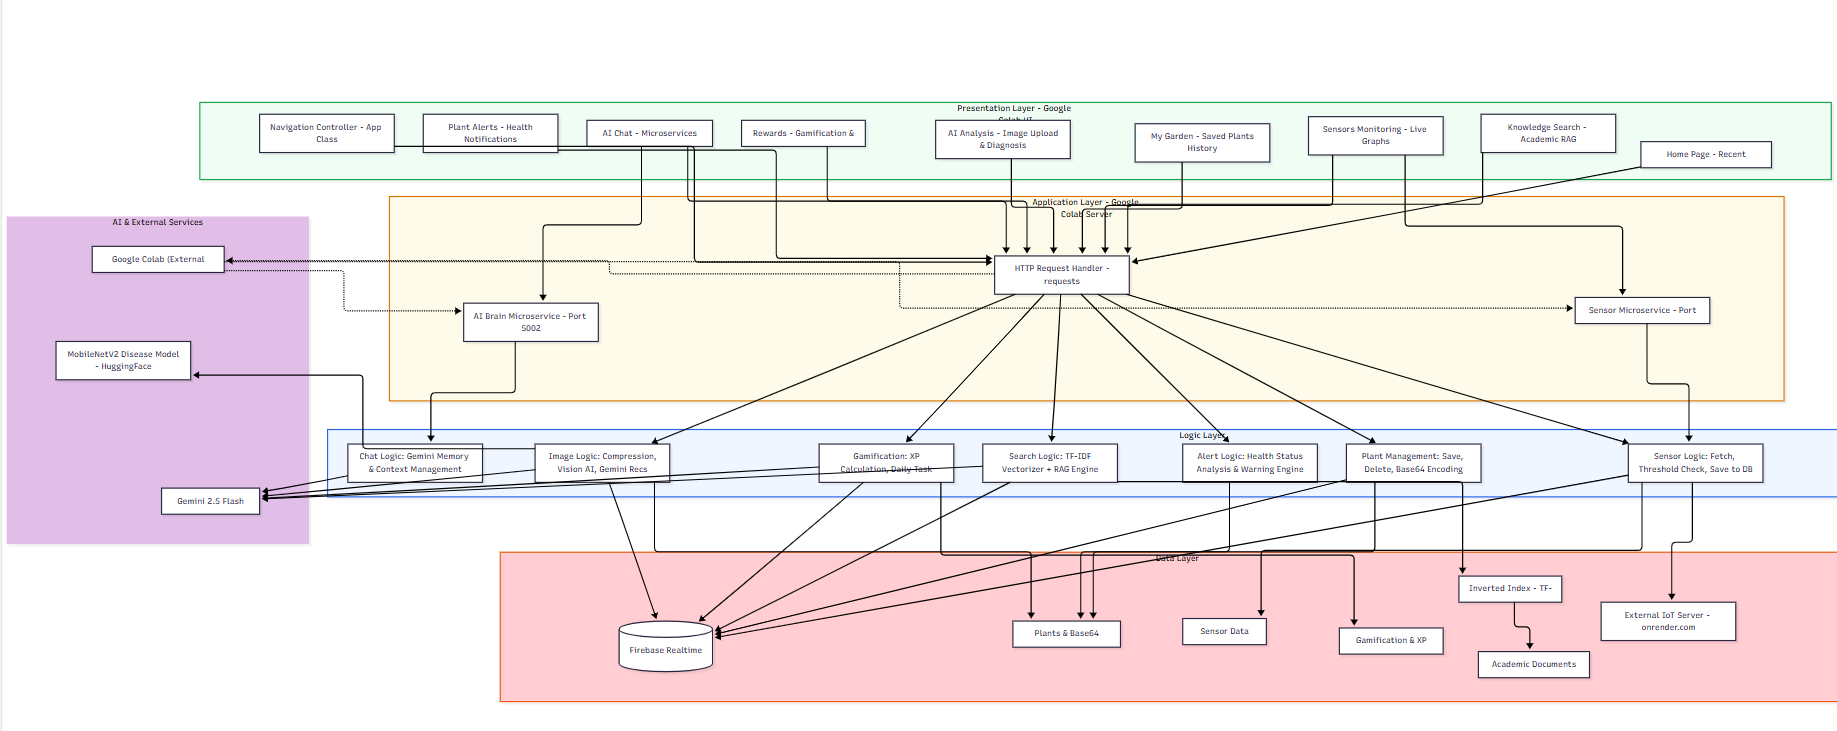 Presentation Layer - Google
Colab UI
Navigation Controller - App
Class
Plant Alerts - Health
Notifications
AI Chat - Microservices
Rewards - Gamification &
AI Analysis - Image Upload
& Diagnosis
My Garden - Saved Plants
History
Sensors Monitoring - Live
Graphs
Knowledge Search -
Academic RAG
Home Page - Recent
Application Layer - Google
Colab Server
HTTP Request Handler -
requests
AI Brain Microservice - Port
5002
Sensor Microservice - Port
AI & External Services
Google Colab (External
MobileNetV2 Disease Model
- HuggingFace
Gemini 2.5 Flash
Logic Layer
Chat Logic: Gemini Memory
& Context Management
Image Logic: Compression,
Vision AI, Gemini Recs
Gamification: XP
Calculation, Daily Task
Search Logic: TF-IDF
Vectorizer + RAG Engine
Alert Logic: Health Status
Analysis & Warning Engine
Plant Management: Save,
Delete, Base64 Encoding
Sensor Logic: Fetch,
Threshold Check, Save to DB
Data Layer
Firebase Realtime
Plants & Base64
Sensor Data
Gamification & XP
Inverted Index - TF-
Academic Documents
External IoT Server -
onrender.com